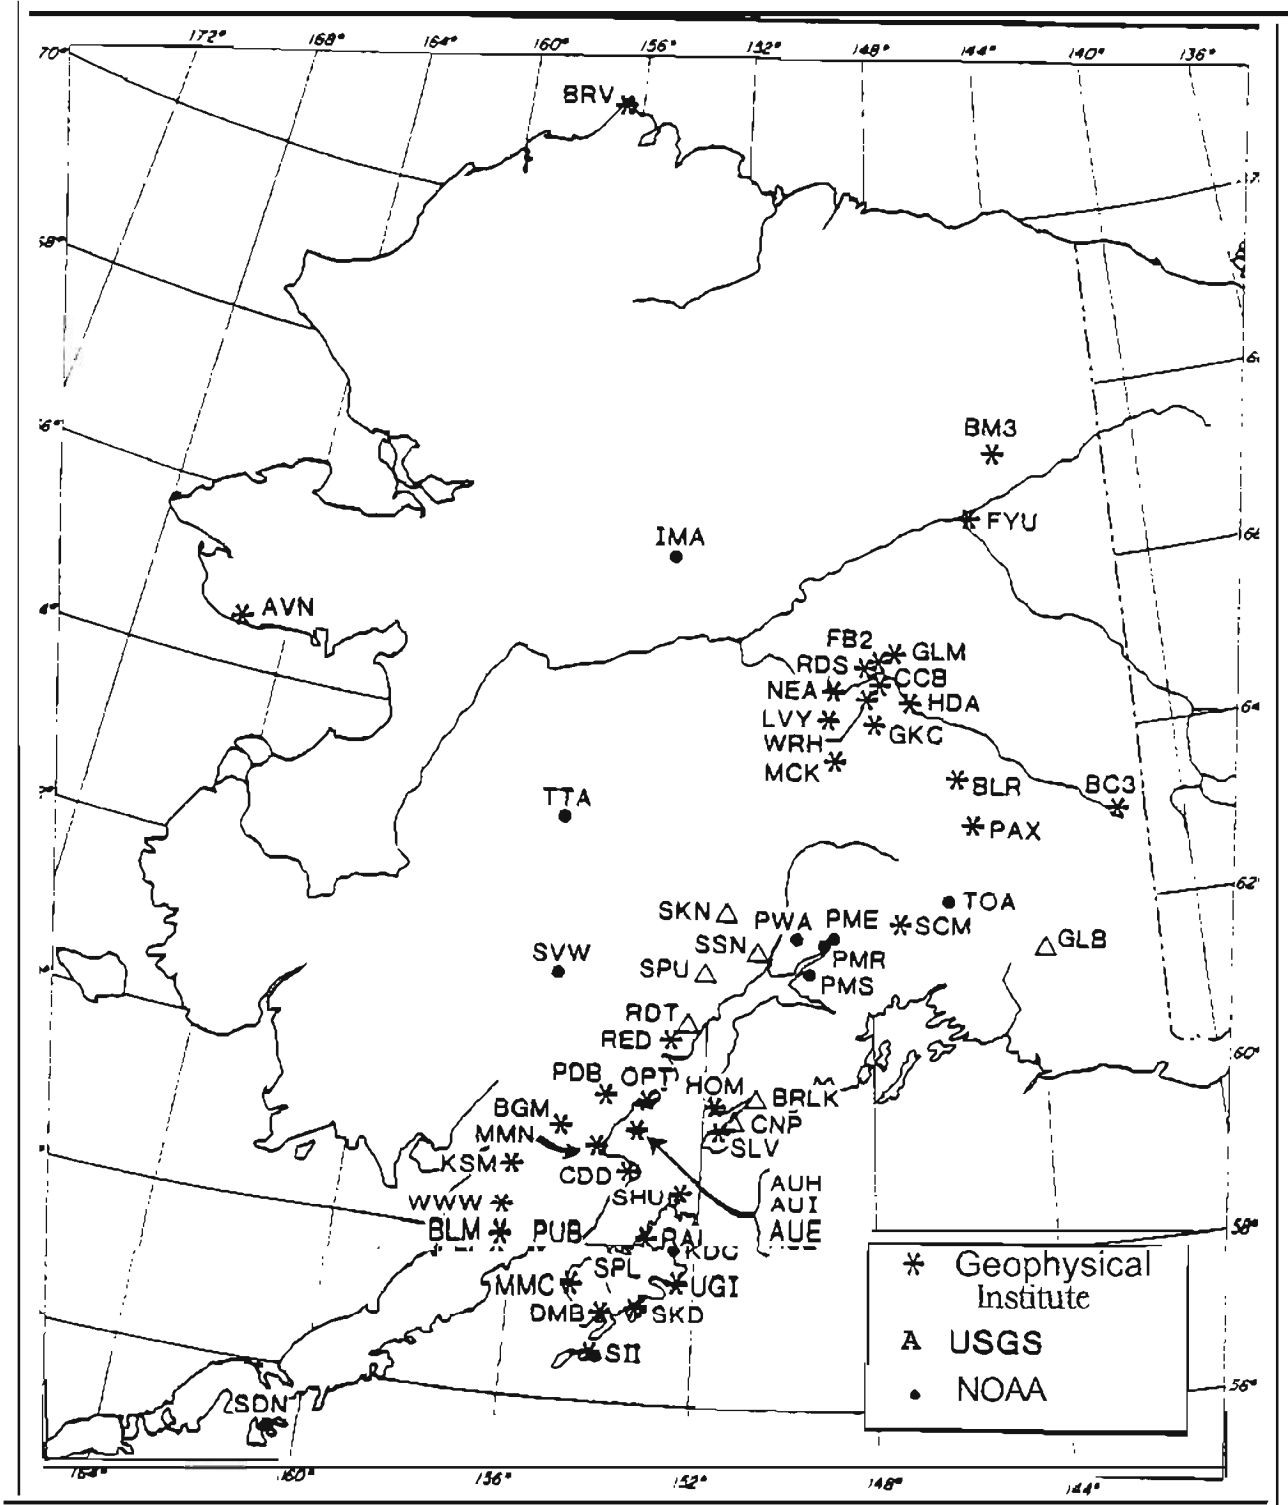 172° 168° 164° 160° 156° 152° 148° 144° 140° 136°
70°
BRV
BM3
FYU
66
IMA
AVN
FB2
GLM
RDS
CCB
NEA
HDA
64
LVY
GKC
WRH
MCK
BLR
BC3
TTA
PAX
62
TOA
SKN
PWA
PME
SCM
SSN
GLB
SVW
SPU
PMR
PMS
RDT
RED
60°
PDB
OPT
HOM
BRLK
BGM
CNP
MMN
SLV
KSM
CDD
SHU
AUH
AUI
WWW
BLM
PUB
RAI
AUE
58°
KDC
SPL
MMC
UGI
DMB
SKD
SII
SDN
* Geophysical
Institute
A USGS
• NOAA
56°
164° 160° 156° 152° 148° 144°